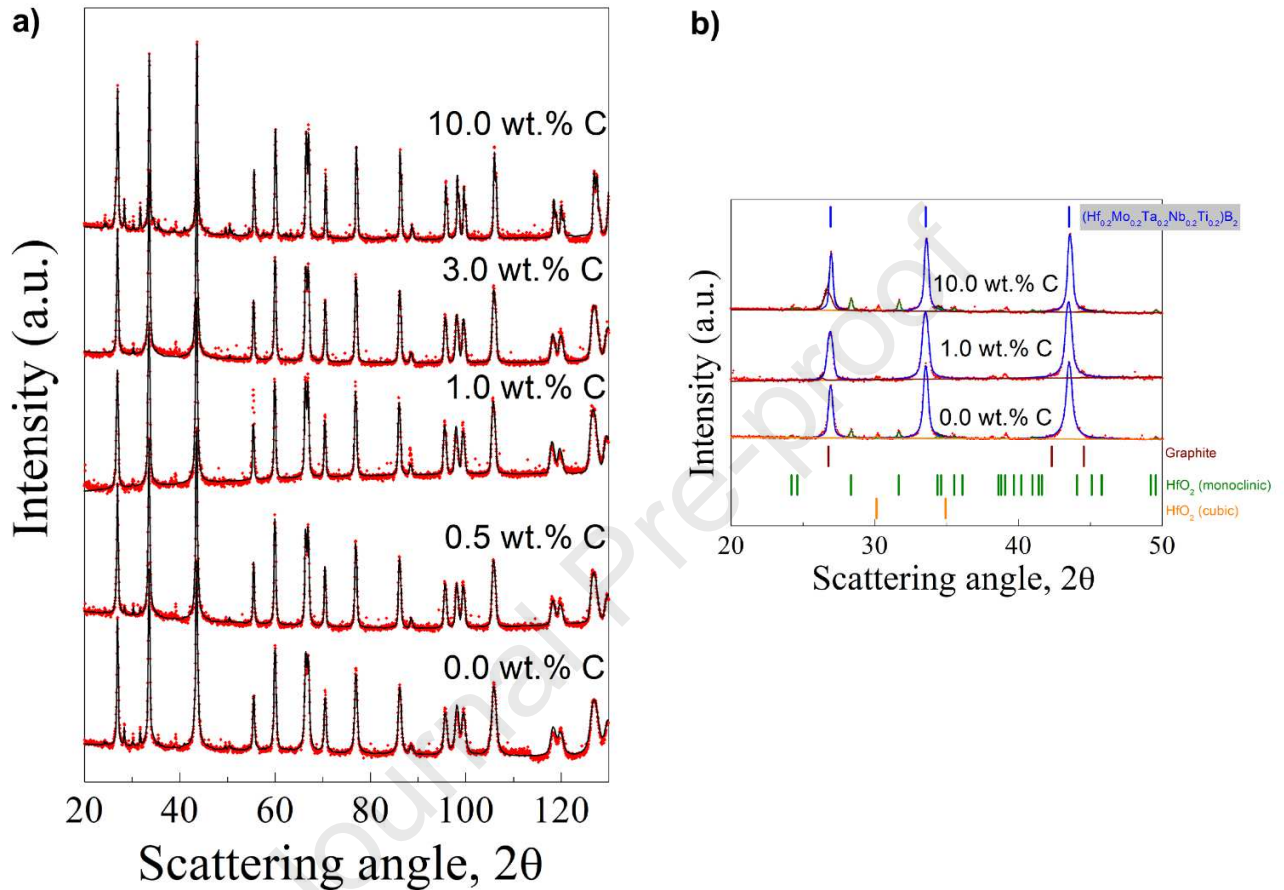 a)
Intensity (a.u.)
10.0 wt.% C
3.0 wt.% C
1.0 wt.% C
0.5 wt.% C
0.0 wt.% C
20 40 60 80 100 120
Scattering angle, 2θ
b)
Intensity (a.u.)
(Hf₀.₂Mo₀.₂Ta₀.₂Nb₀.₂Ti₀.₂)B₂
10.0 wt.% C
1.0 wt.% C
0.0 wt.% C
Graphite
HfO₂ (monoclinic)
HfO₂ (cubic)
20 30 40 50
Scattering angle, 2θ
Journal Pre-proof